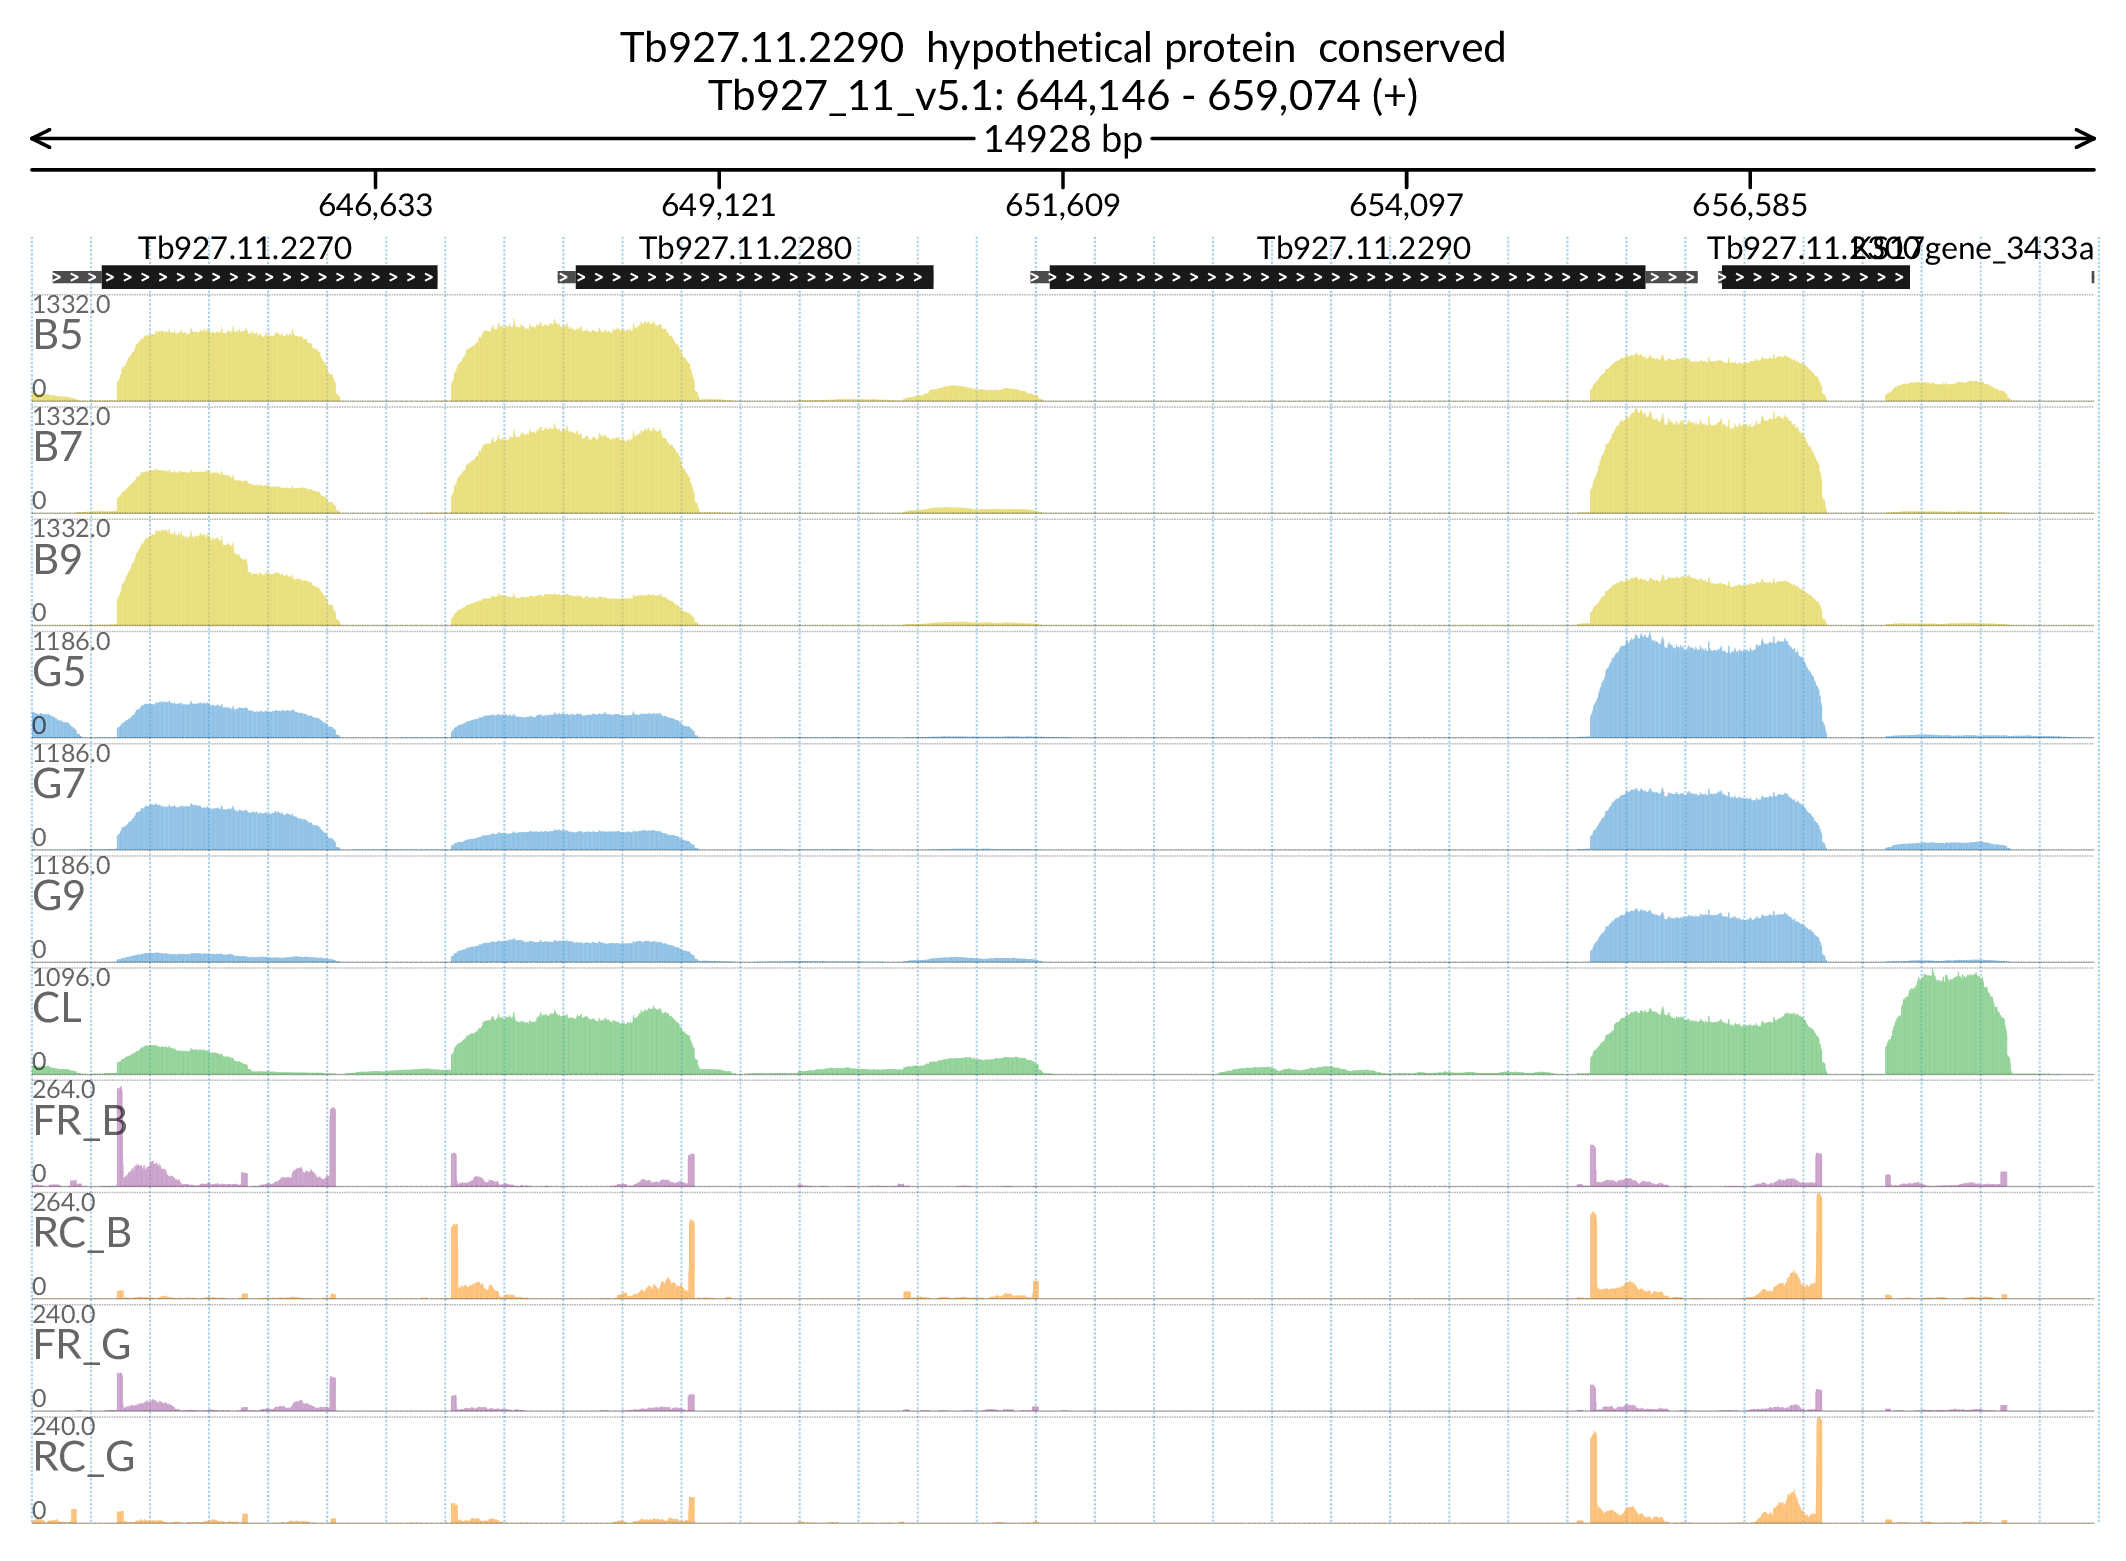 Tb927.11.2290  hypothetical protein  conserved
Tb927_11_v5.1: 644,146 - 659,074 (+)
14928 bp
646,633 649,121 651,609 654,097 656,585
Tb927.11.2270 Tb927.11.2280 Tb927.11.2290 Tb927.11.2300 KS17gene_3433a
1332.0
B5
0
1332.0
B7
0
1332.0
B9
0
1186.0
G5
0
1186.0
G7
0
1186.0
G9
0
1096.0
CL
0
264.0
FR_B
0
264.0
RC_B
0
240.0
FR_G
0
240.0
RC_G
0